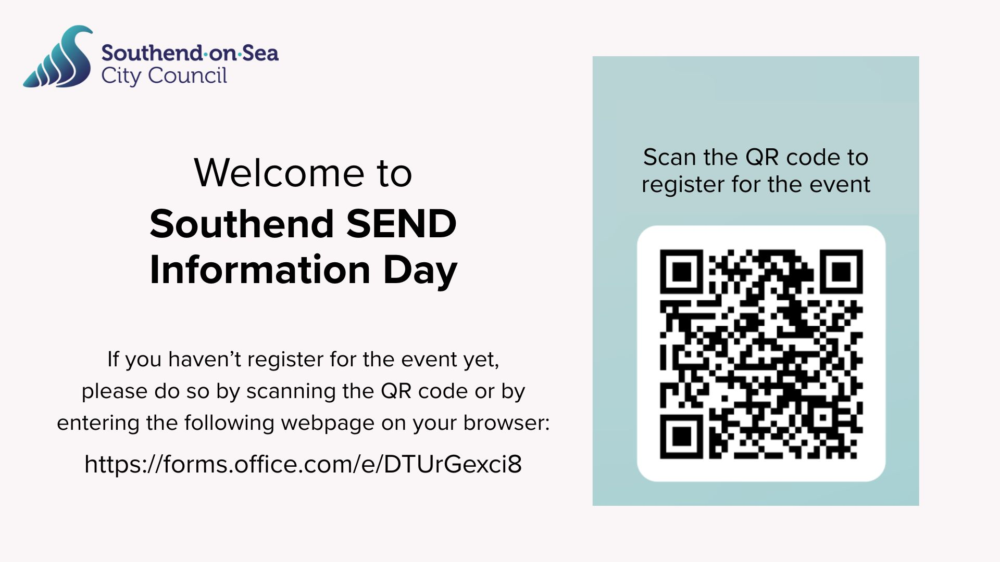 Southend·on·Sea
City Council
Welcome to
Southend SEND
Information Day
If you haven’t register for the event yet,
please do so by scanning the QR code or by
entering the following webpage on your browser:
https://forms.office.com/e/DTUrGexci8
Scan the QR code to
register for the event